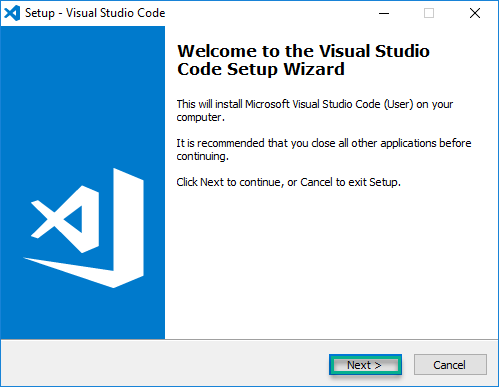 Setup - Visual Studio Code
Welcome to the Visual Studio
Code Setup Wizard
This will install Microsoft Visual Studio Code (User) on your
computer.
It is recommended that you close all other applications before
continuing.
Click Next to continue, or Cancel to exit Setup.
Next >
Cancel